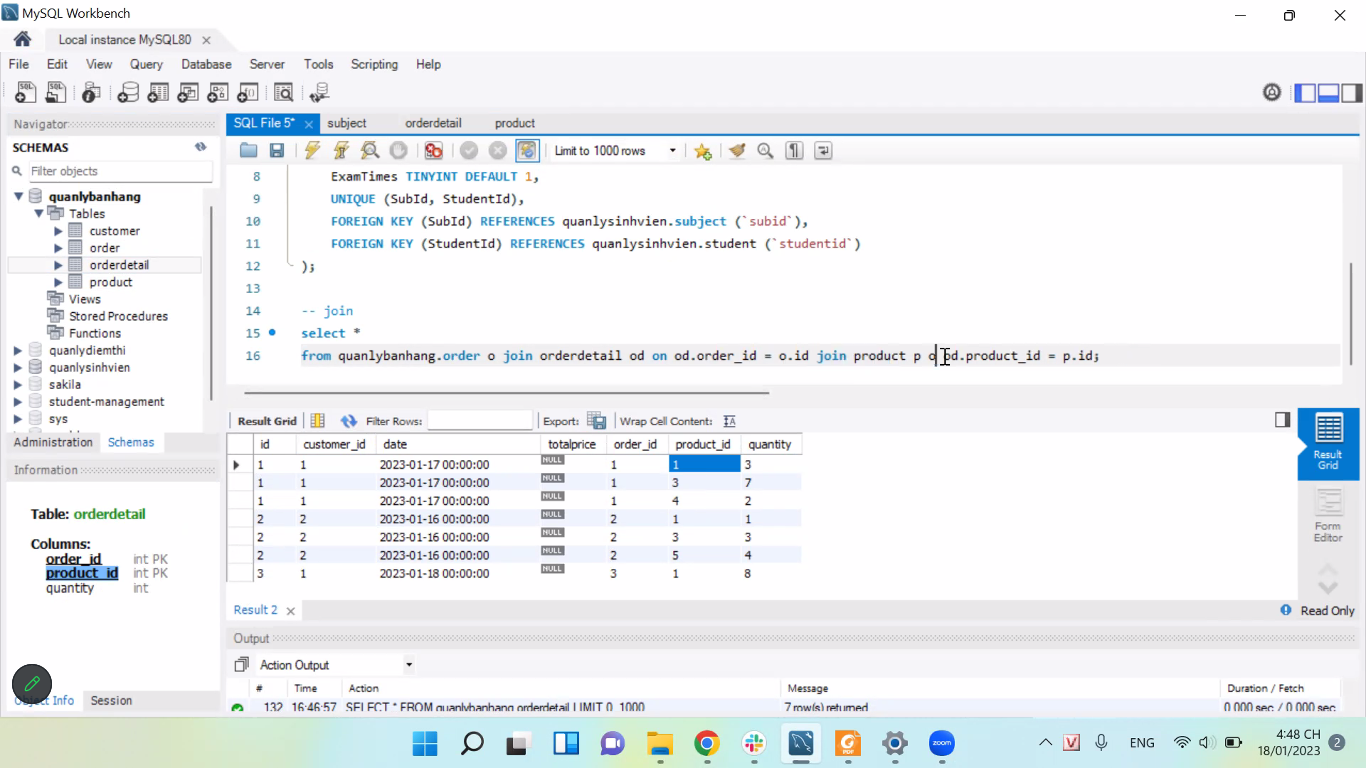 MySQL Workbench
Local instance MySQL80
File Edit View Query Database Server Tools Scripting Help
Navigator
SCHEMAS
Filter objects
quanlybanhang
Tables
customer
order
orderdetail
product
Views
Stored Procedures
Functions
quanlydiemthi
quanlysinhvien
sakila
student-management
sys
Administration Schemas
Information
Table: orderdetail
Columns:
order_id int PK
product_id int PK
quantity int
Object Info Session
SQL File 5* subject orderdetail product
Limit to 1000 rows
8 ExamTimes TINYINT DEFAULT 1,
9 UNIQUE (SubId, StudentId),
10 FOREIGN KEY (SubId) REFERENCES quanlysinhvien.subject (`subid`),
11 FOREIGN KEY (StudentId) REFERENCES quanlysinhvien.student (`studentid`)
12 );
13
14 -- join
15 select *
16 from quanlybanhang.order o join orderdetail od on od.order_id = o.id join product p o od.product_id = p.id;
Result Grid Filter Rows: Export: Wrap Cell Content:
id customer_id date totalprice order_id product_id quantity
1 1 2023-01-17 00:00:00 NULL 1 1 3
1 1 2023-01-17 00:00:00 NULL 1 3 7
1 1 2023-01-17 00:00:00 NULL 1 4 2
2 2 2023-01-16 00:00:00 NULL 2 1 1
2 2 2023-01-16 00:00:00 NULL 2 3 3
2 2 2023-01-16 00:00:00 NULL 2 5 4
3 1 2023-01-18 00:00:00 NULL 3 1 8
Result Grid
Form Editor
Result 2
Read Only
Output
Action Output
# Time Action Message Duration / Fetch
132 16:46:57 SELECT * FROM quanlybanhang.orderdetail LIMIT 0, 1000 7 row(s) returned 0.000 sec / 0.000 sec
zoom
ENG
4:48 CH
18/01/2023
2